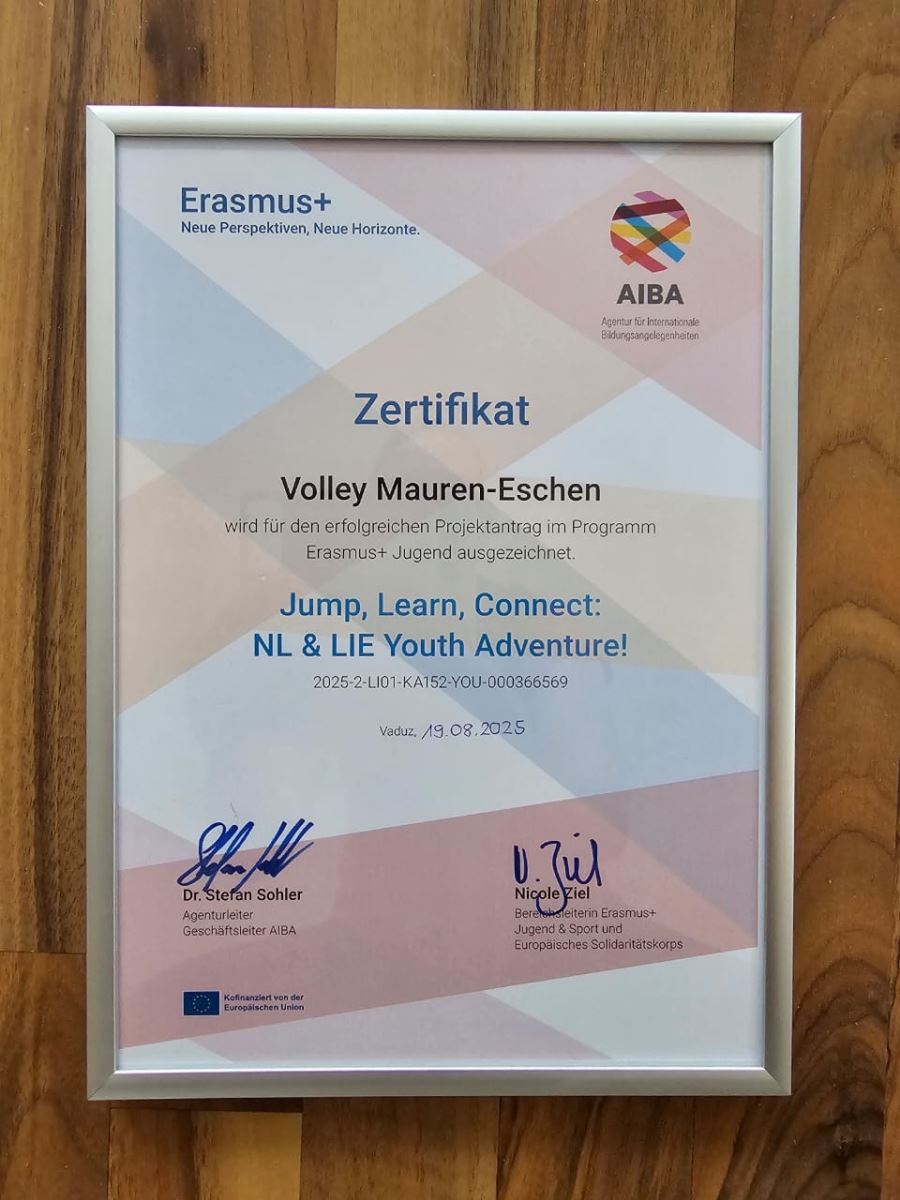 Erasmus+
Neue Perspektiven, Neue Horizonte.
AIBA
Agentur für Internationale
Bildungsangelegenheiten
Zertifikat
Volley Mauren-Eschen
wird für den erfolgreichen Projektantrag im Programm
Erasmus+ Jugend ausgezeichnet.
Jump, Learn, Connect:
NL & LIE Youth Adventure!
2025-2-LI01-KA152-YOU-000366569
Vaduz, 19.08.2025
Dr. Stefan Sohler
Agenturleiter
Geschäftsleiter AIBA
N. Ziel
Nicole Ziel
Bereichsleiterin Erasmus+
Jugend & Sport und
Europäisches Solidaritätskorps
Kofinanziert von der
Europäischen Union